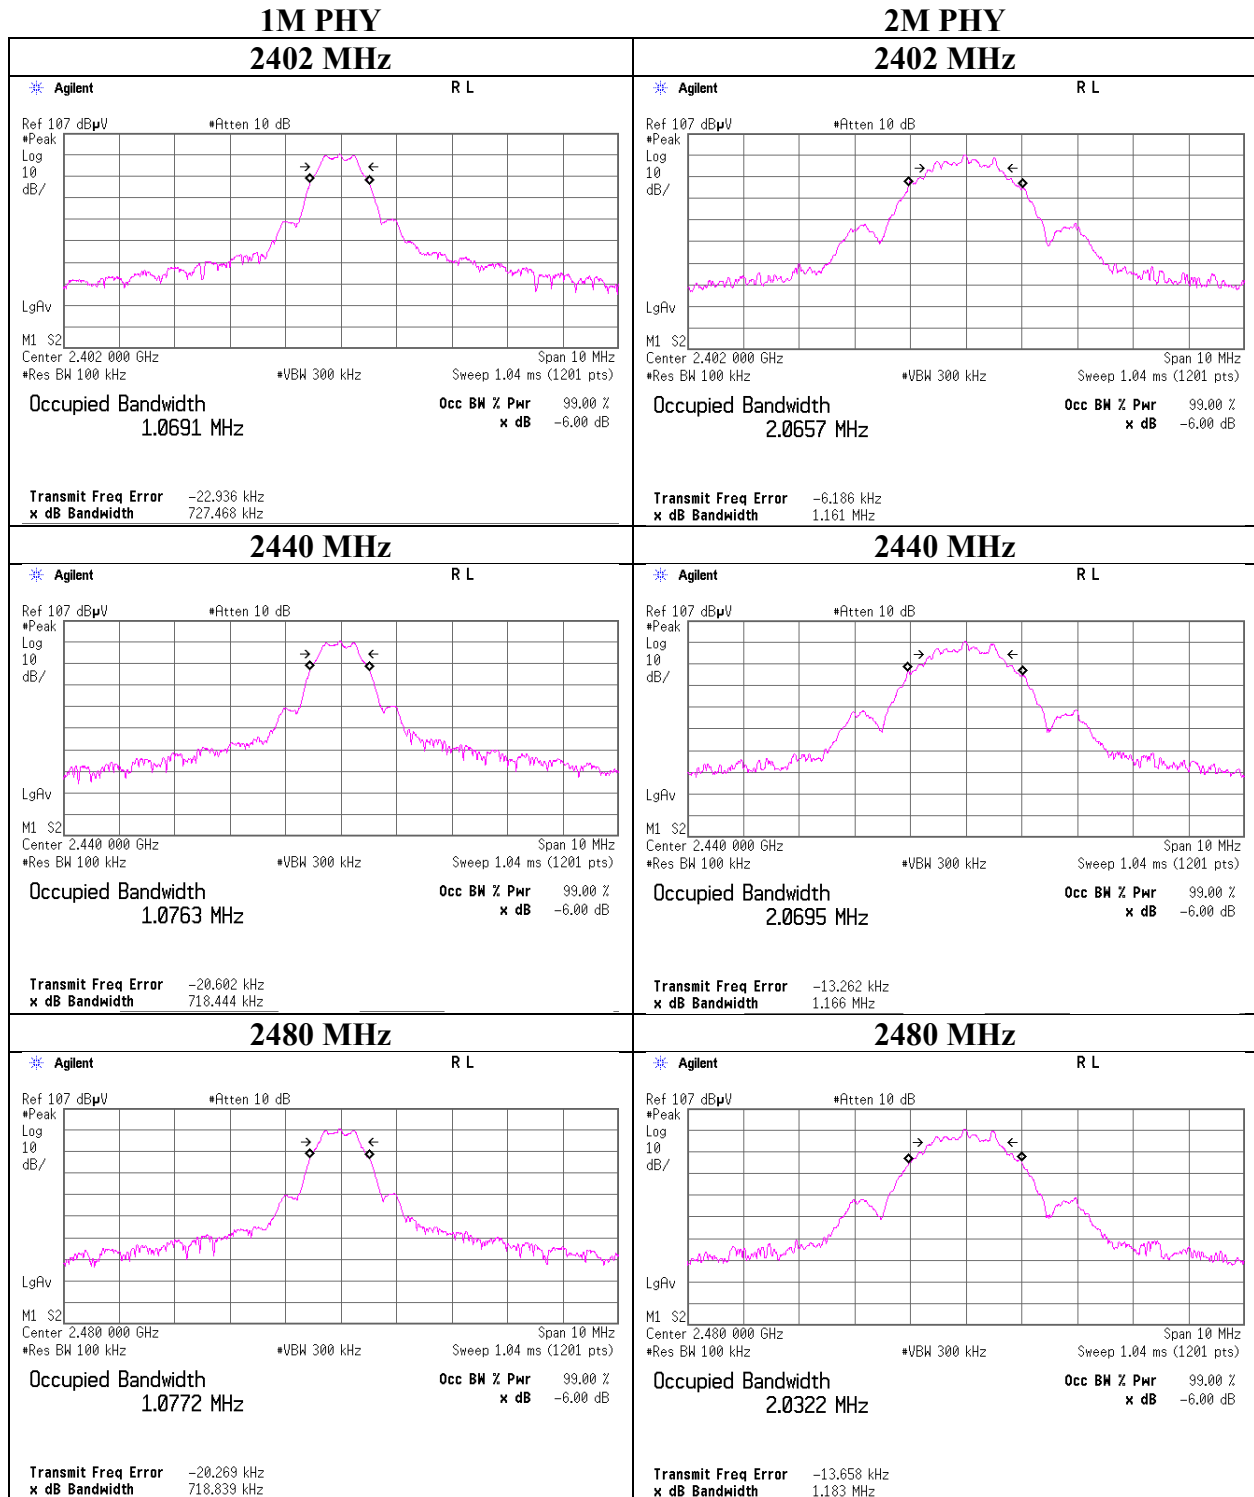 1M PHY
2M PHY
2402 MHz
2402 MHz
Agilent
R L
Ref 107 dBµV
#Atten 10 dB
#Peak
Log
10
dB/
LgAv
M1 S2
Center 2.402 000 GHz
Span 10 MHz
#Res BW 100 kHz
#VBW 300 kHz
Sweep 1.04 ms (1201 pts)
Occupied Bandwidth
1.0691 MHz
Occ BW % Pwr 99.00 %
x dB -6.00 dB
Transmit Freq Error -22.936 kHz
x dB Bandwidth 727.468 kHz
Agilent
R L
Ref 107 dBµV
#Atten 10 dB
#Peak
Log
10
dB/
LgAv
M1 S2
Center 2.402 000 GHz
Span 10 MHz
#Res BW 100 kHz
#VBW 300 kHz
Sweep 1.04 ms (1201 pts)
Occupied Bandwidth
2.0657 MHz
Occ BW % Pwr 99.00 %
x dB -6.00 dB
Transmit Freq Error -6.186 kHz
x dB Bandwidth 1.161 MHz
2440 MHz
2440 MHz
Agilent
R L
Ref 107 dBµV
#Atten 10 dB
#Peak
Log
10
dB/
LgAv
M1 S2
Center 2.440 000 GHz
Span 10 MHz
#Res BW 100 kHz
#VBW 300 kHz
Sweep 1.04 ms (1201 pts)
Occupied Bandwidth
1.0763 MHz
Occ BW % Pwr 99.00 %
x dB -6.00 dB
Transmit Freq Error -20.602 kHz
x dB Bandwidth 718.444 kHz
Agilent
R L
Ref 107 dBµV
#Atten 10 dB
#Peak
Log
10
dB/
LgAv
M1 S2
Center 2.440 000 GHz
Span 10 MHz
#Res BW 100 kHz
#VBW 300 kHz
Sweep 1.04 ms (1201 pts)
Occupied Bandwidth
2.0695 MHz
Occ BW % Pwr 99.00 %
x dB -6.00 dB
Transmit Freq Error -13.262 kHz
x dB Bandwidth 1.166 MHz
2480 MHz
2480 MHz
Agilent
R L
Ref 107 dBµV
#Atten 10 dB
#Peak
Log
10
dB/
LgAv
M1 S2
Center 2.480 000 GHz
Span 10 MHz
#Res BW 100 kHz
#VBW 300 kHz
Sweep 1.04 ms (1201 pts)
Occupied Bandwidth
1.0772 MHz
Occ BW % Pwr 99.00 %
x dB -6.00 dB
Transmit Freq Error -20.269 kHz
x dB Bandwidth 718.839 kHz
Agilent
R L
Ref 107 dBµV
#Atten 10 dB
#Peak
Log
10
dB/
LgAv
M1 S2
Center 2.480 000 GHz
Span 10 MHz
#Res BW 100 kHz
#VBW 300 kHz
Sweep 1.04 ms (1201 pts)
Occupied Bandwidth
2.0322 MHz
Occ BW % Pwr 99.00 %
x dB -6.00 dB
Transmit Freq Error -13.658 kHz
x dB Bandwidth 1.183 MHz